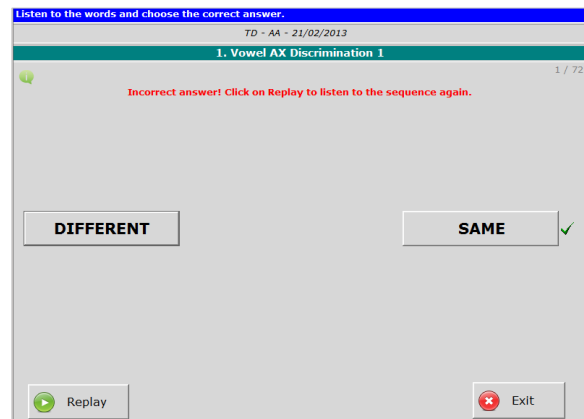 Listen to the words and choose the correct answer.
TD - AA - 21/02/2013
1. Vowel AX Discrimination 1
1 / 72
Incorrect answer! Click on Replay to listen to the sequence again.
DIFFERENT
SAME
Replay
Exit